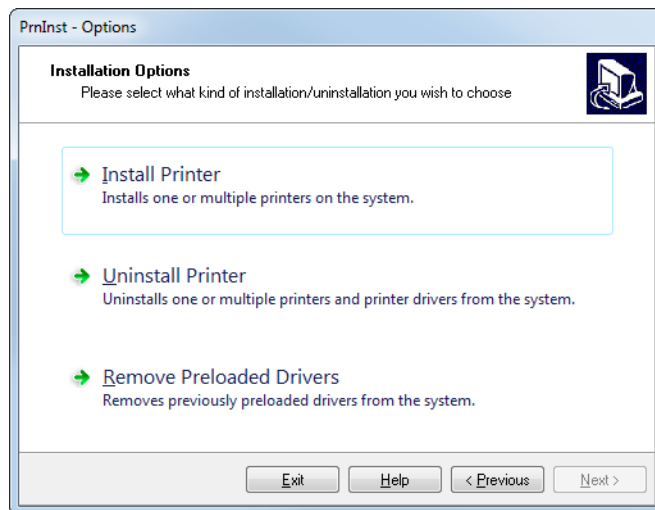 PrnInst - Options
Installation Options
Please select what kind of installation/uninstallation you wish to choose
Install Printer
Installs one or multiple printers on the system.
Uninstall Printer
Uninstalls one or multiple printers and printer drivers from the system.
Remove Preloaded Drivers
Removes previously preloaded drivers from the system.
Exit Help < Previous Next >